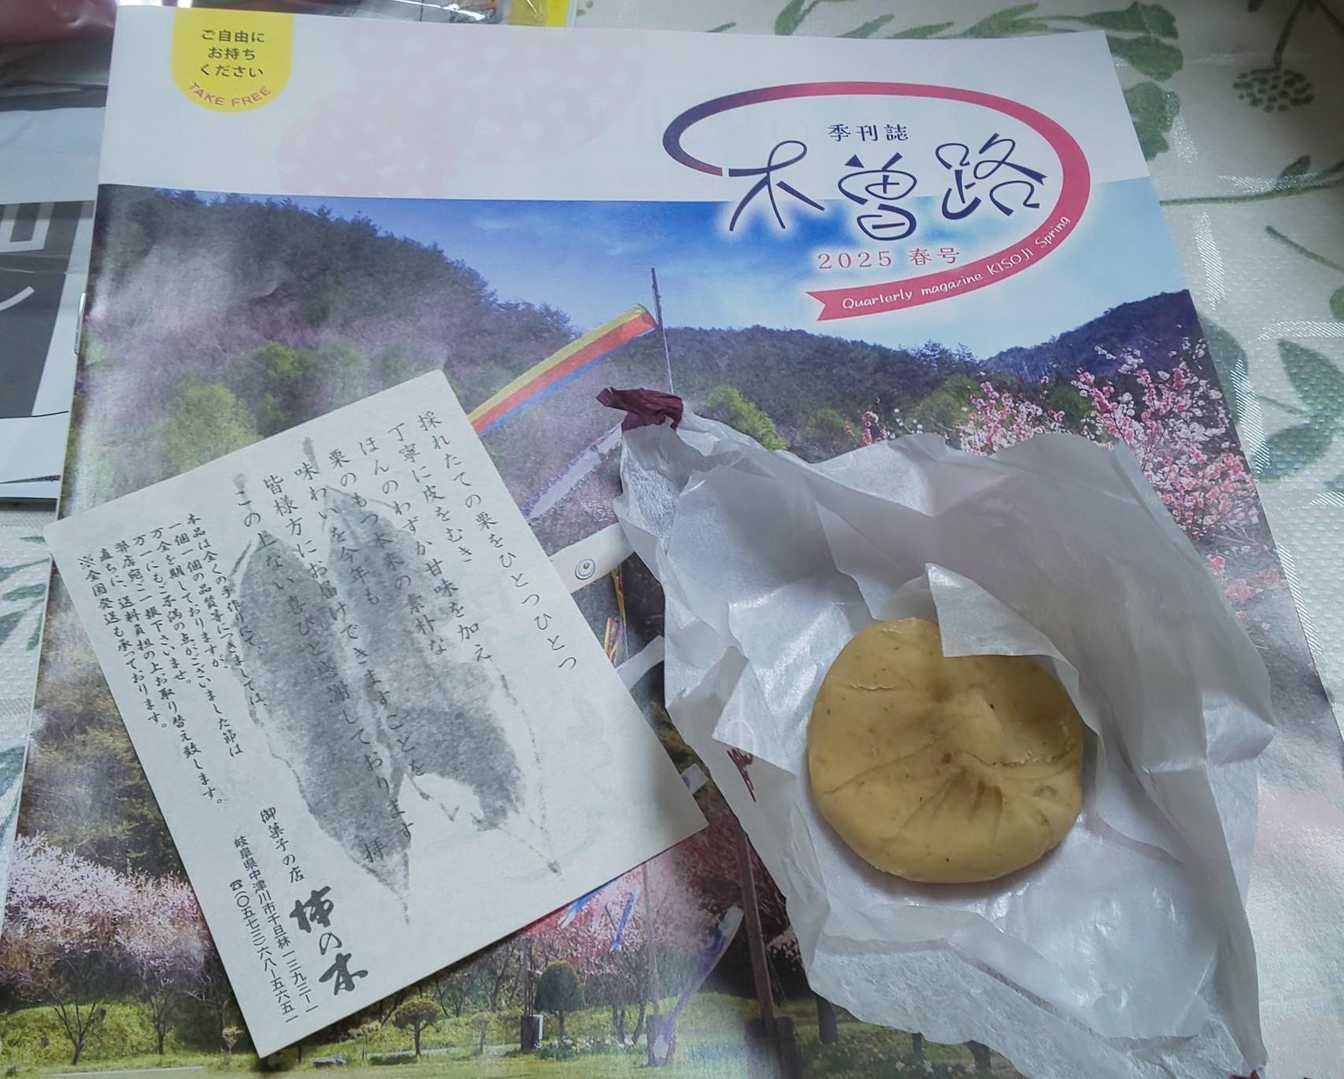 ご自由に
お持ち
ください
TAKE FREE
季刊誌
木曽路
2025 春号
Quarterly magazine KISOJI Spring
採れたての栗をひとつひとつ
丁寧に皮をむき
ほんのわずか甘味を加え
栗のもつ本来の素朴な
味わいを今年も
皆様方にお届けできますことを
この上ない喜びと感謝しております
拝
本品は全くの手作りにて、
一個一個の品質等につきましては、
万全を期しておりますが、
万一にもご不満の点がございました節は
弊店宛ご一報下さいませ。
直ちに、送料負担の上お取り替え致します。
※全国発送も承っております。
御菓子の店
柿の木
岐阜県中津川市千旦林一三九三ー一
☎〇五七三ー六八ー五六五一